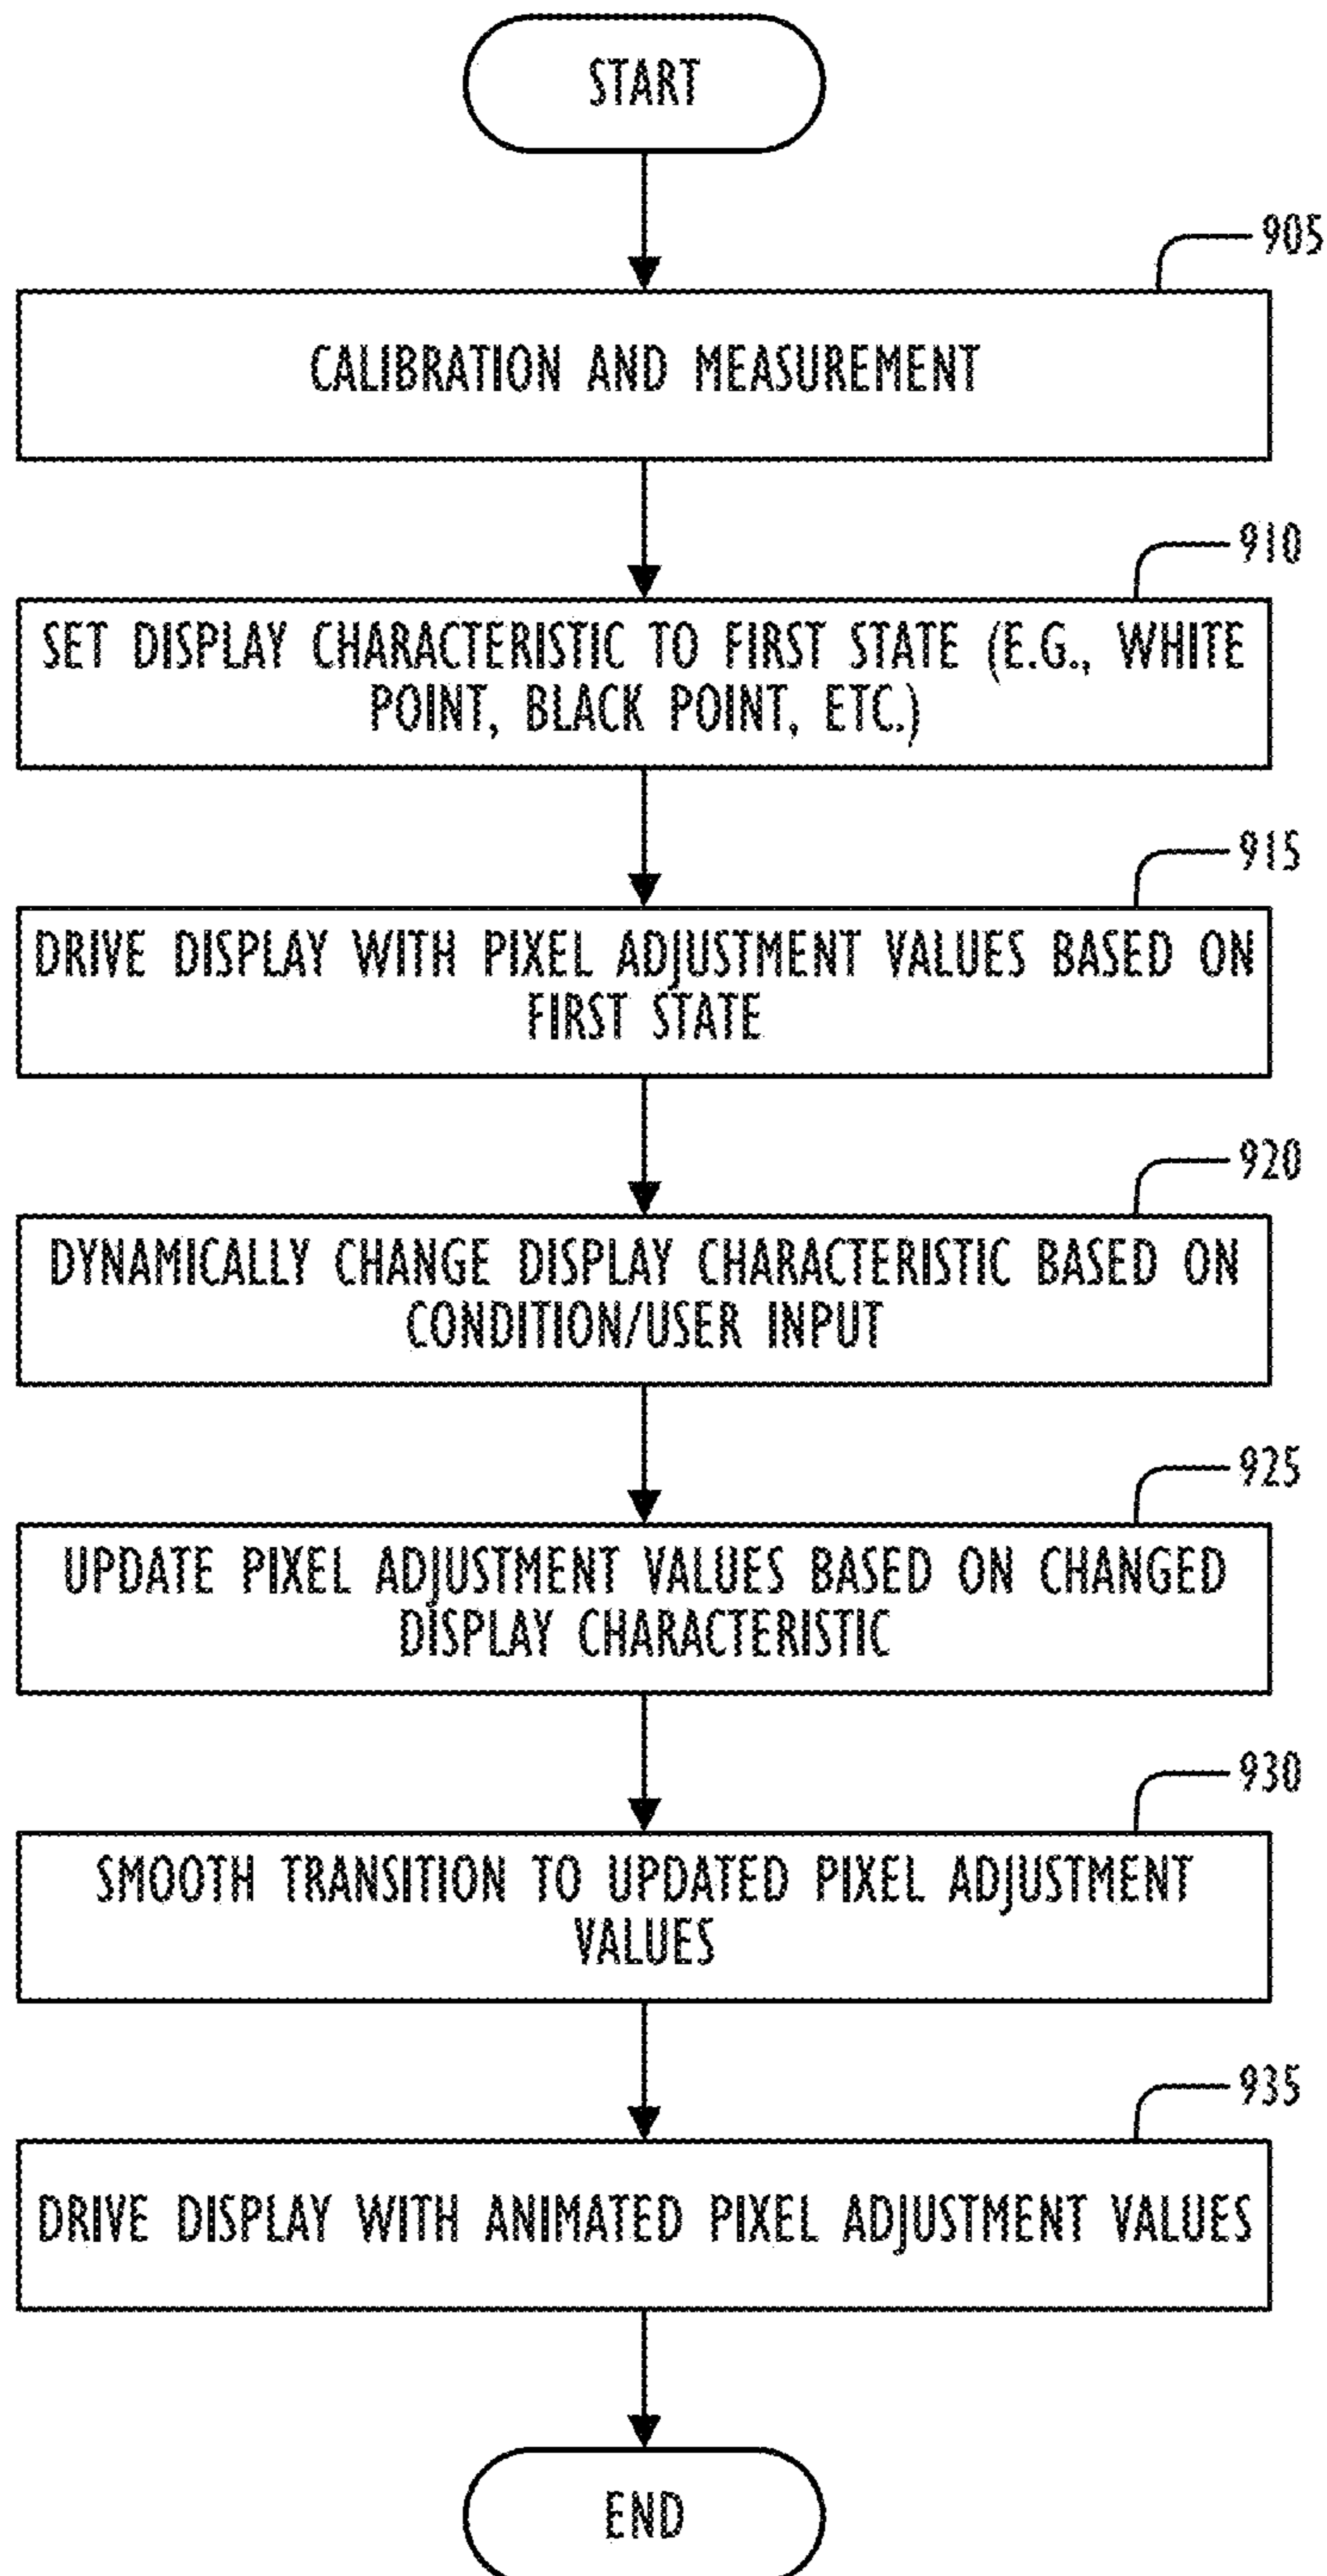 START
905
CALIBRATION AND MEASUREMENT
910
SET DISPLAY CHARACTERISTIC TO FIRST STATE (E.G., WHITE
POINT, BLACK POINT, ETC.)
915
DRIVE DISPLAY WITH PIXEL ADJUSTMENT VALUES BASED ON
FIRST STATE
920
DYNAMICALLY CHANGE DISPLAY CHARACTERISTIC BASED ON
CONDITION/USER INPUT
925
UPDATE PIXEL ADJUSTMENT VALUES BASED ON CHANGED
DISPLAY CHARACTERISTIC
930
SMOOTH TRANSITION TO UPDATED PIXEL ADJUSTMENT
VALUES
935
DRIVE DISPLAY WITH ANIMATED PIXEL ADJUSTMENT VALUES
END